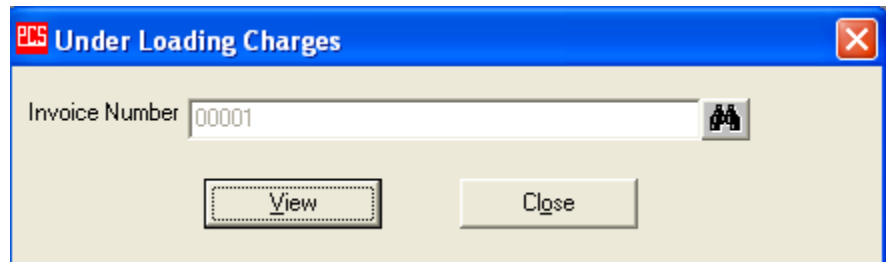 PCS Under Loading Charges
Invoice Number 00001
View Close